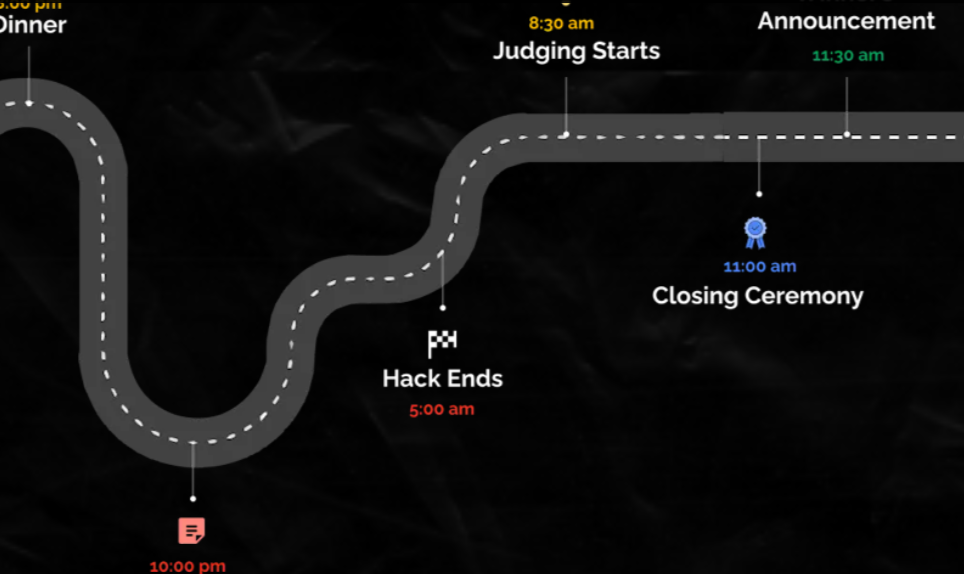 Dinner
8:30 am
Judging Starts
Announcement
11:30 am
11:00 am
Closing Ceremony
Hack Ends
5:00 am
10:00 pm